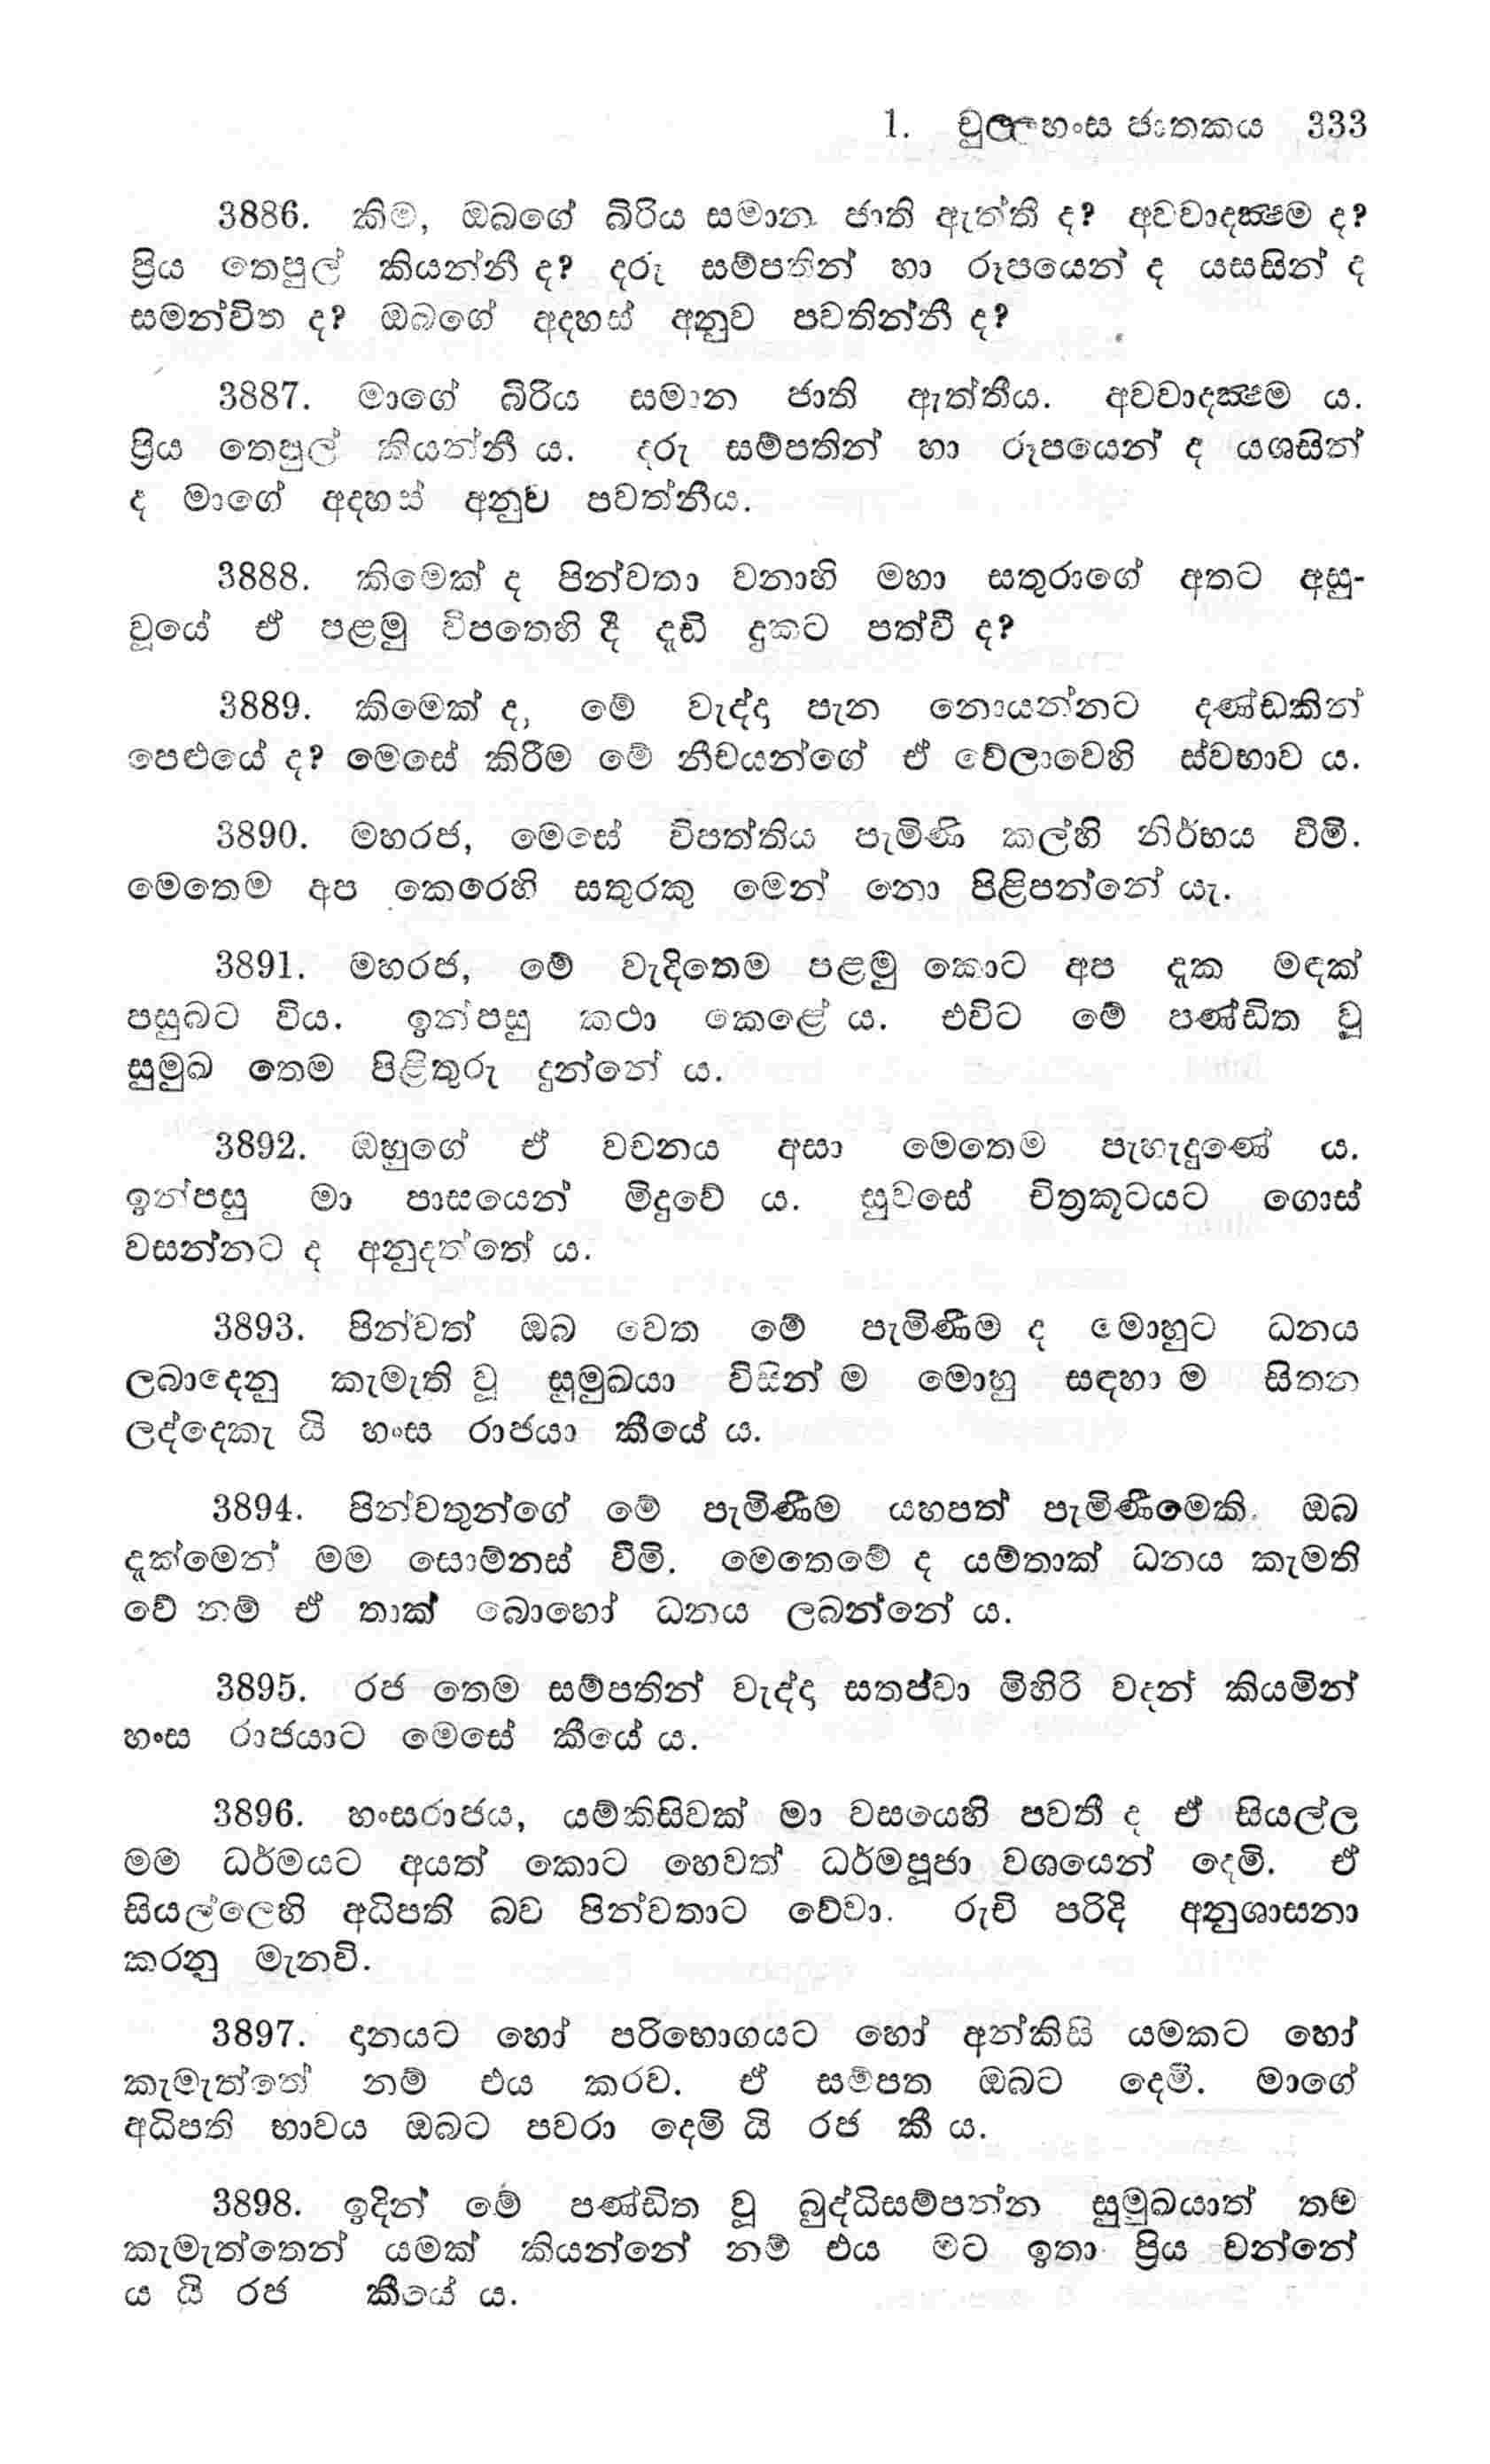 1. චුල්ලහංස ජාතකය 333
3886. කිම, ඔබගේ බිරිය සමාන ජාති ඇත්ති ද? අවවාදක්‍ෂම ද?
ප්‍රිය තෙපුල් කියන්නී ද? දරු සම්පතින් හා රූපයෙන් ද යසසින් ද
සමන්විත ද? ඔබගේ අදහස් අනුව පවතින්නී ද?
3887. මාගේ බිරිය සමාන ජාති ඇත්තීය. අවවාදක්‍ෂම ය.
ප්‍රිය තෙපුල් කියන්නී ය. දරු සම්පතින් හා රූපයෙන් ද යශසින්
ද මාගේ අදහස් අනුව පවත්නීය.
3888. කිමෙක් ද පින්වතා වනාහි මහා සතුරාගේ අතට අසු-
වූයේ ඒ පළමු විපතෙහි දී දැඩි දුකට පත්වී ද?
3889. කිමෙක් ද, මේ වැද්දා පැන නොයන්නට දණ්ඩකින්
පෙළුයේ ද? මෙසේ කිරීම මේ නීචයන්ගේ ඒ වේලාවෙහි ස්වභාව ය.
3890. මහරජ, මෙසේ විපත්තිය පැමිණි කල්හි නිර්භය වීමි.
මෙතෙම අප කෙරෙහි සතුරකු මෙන් නො පිළිපන්නේ යැ.
3891. මහරජ, මේ වැදිතෙම පළමු කොට අප දැක මඳක්
පසුබට විය. ඉන්පසු කථා කෙළේ ය. එවිට මේ පණ්ඩිත වූ
සුමුඛ තෙම පිළිතුරු දුන්නේ ය.
3892. ඔහුගේ ඒ වචනය අසා මෙතෙම පැහැදුණේ ය.
ඉන්පසු මා පාසයෙන් මිදුවේ ය. සුවසේ චිත්‍රකූටයට ගොස්
වසන්නට ද අනුදත්තේ ය.
3893. පින්වත් ඔබ වෙත මේ පැමිණීම ද මොහුට ධනය
ලබාදෙනු කැමැති වූ සුමුඛයා විසින් ම මොහු සඳහා ම සිතන
ලද්දෙකැ යි හංස රාජයා කීයේ ය.
3894. පින්වතුන්ගේ මේ පැමිණීම යහපත් පැමිණීමෙකි. ඔබ
දැක්මෙන් මම සොම්නස් වීමි. මෙතෙමේ ද යම්තාක් ධනය කැමති
වේ නම් ඒ තාක් බොහෝ ධනය ලබන්නේ ය.
3895. රජ තෙම සම්පතින් වැද්දා සතප්වා මිහිරි වදන් කියමින්
හංස රාජයාට මෙසේ කීයේ ය.
3896. හංසරාජය, යම්කිසිවක් මා වසයෙහි පවතී ද ඒ සියල්ල
මම ධර්මයට අයත් කොට හෙවත් ධර්මපූජා වශයෙන් දෙමි. ඒ
සියල්ලෙහි අධිපති බව පින්වතාට වේවා. රුචි පරිදි අනුශාසනා
කරනු මැනවි.
3897. දානයට හෝ පරිභොගයට හෝ අන්කිසි යමකට හෝ
කැමැත්තේ නම් එය කරව. ඒ සම්පත ඔබට දෙමි. මාගේ
අධිපති භාවය ඔබට පවරා දෙමි යි රජ කී ය.
3898. ඉදින් මේ පණ්ඩිත වූ බුද්ධිසම්පන්න සුමුඛයාත් තම
කැමැත්තෙන් යමක් කියන්නේ නම් එය මට ඉතා ප්‍රිය වන්නේ
ය යි රජ කීයේ ය.